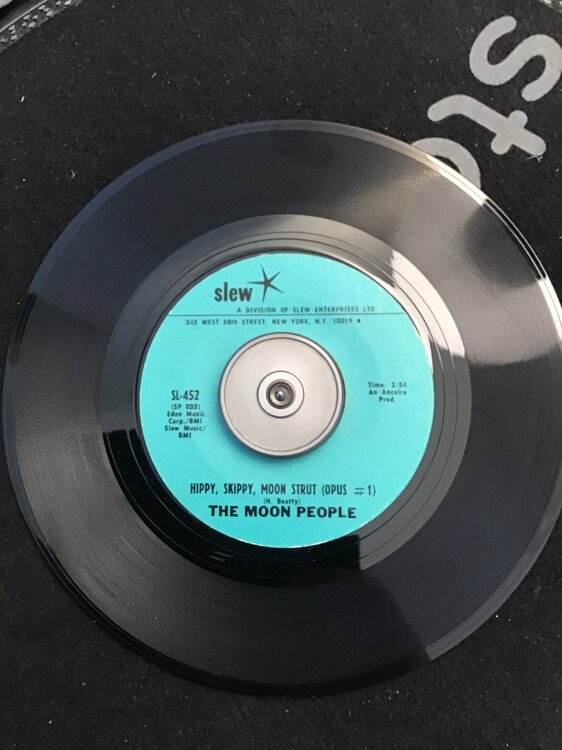 slew
A DIVISION OF SLEW ENTERPRISES LTD
345 WEST 58th STREET, NEW YORK, N.Y. 10019
SL-452
(SP 035)
Eden Music
Corp./BMI
Slew Music/
BMI
Time: 2:54
An Anceira
Prod.
HIPPY, SKIPPY, MOON STRUT (OPUS #1)
(H. Beatty)
THE MOON PEOPLE